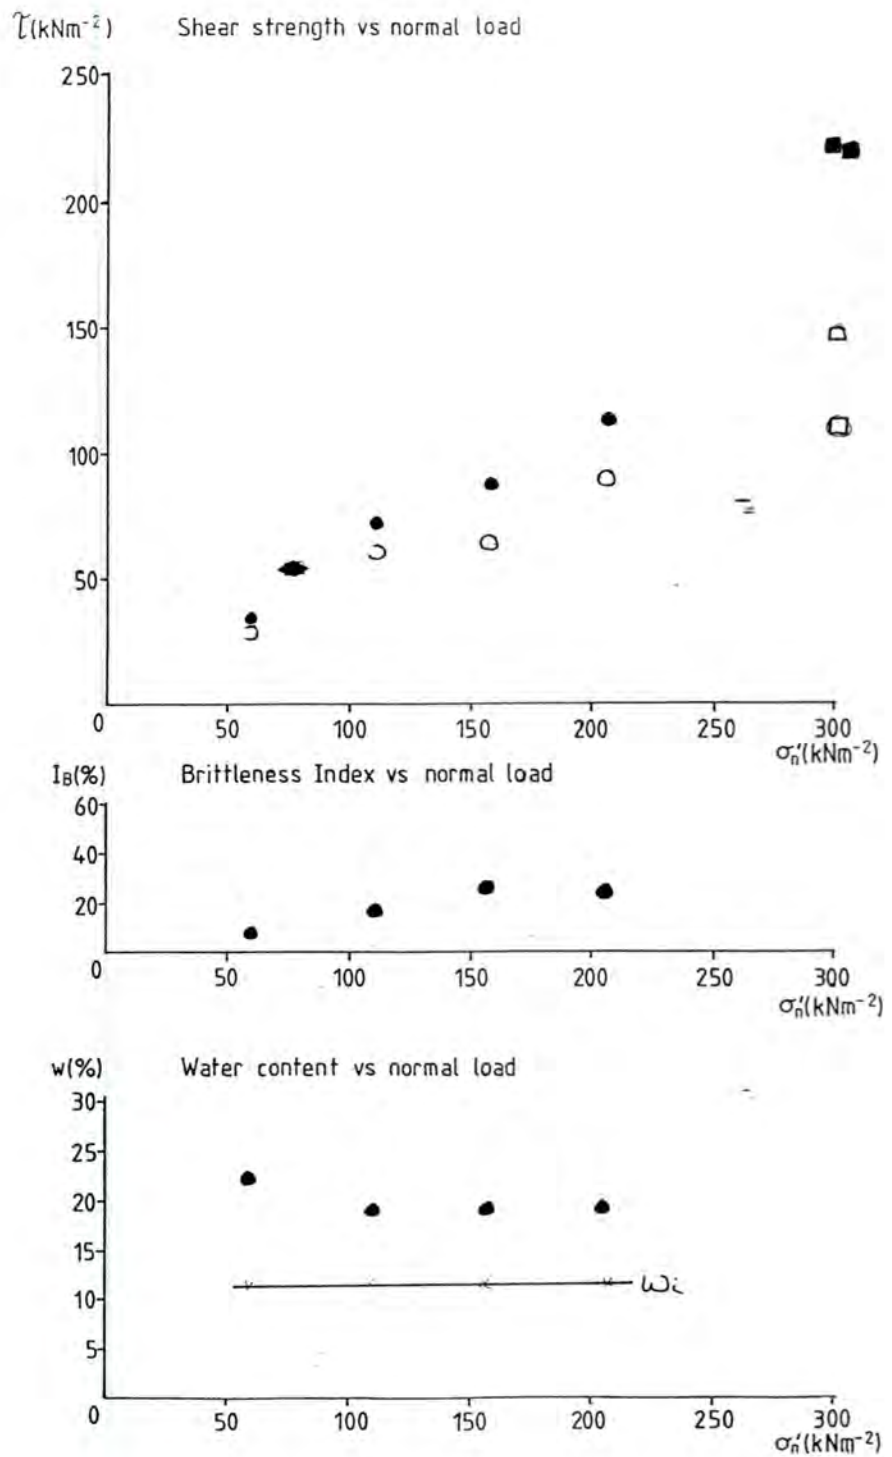 τ(kNm⁻²) Shear strength vs normal load
250
200
150
100
50
0 50 100 150 200 250 300
σn'(kNm⁻²)
IB(%) Brittleness Index vs normal load
60
40
20
0 50 100 150 200 250 300
σn'(kNm⁻²)
w(%) Water content vs normal load
30
25
20
15
10
5
Wi
0 50 100 150 200 250 300
σn'(kNm⁻²)